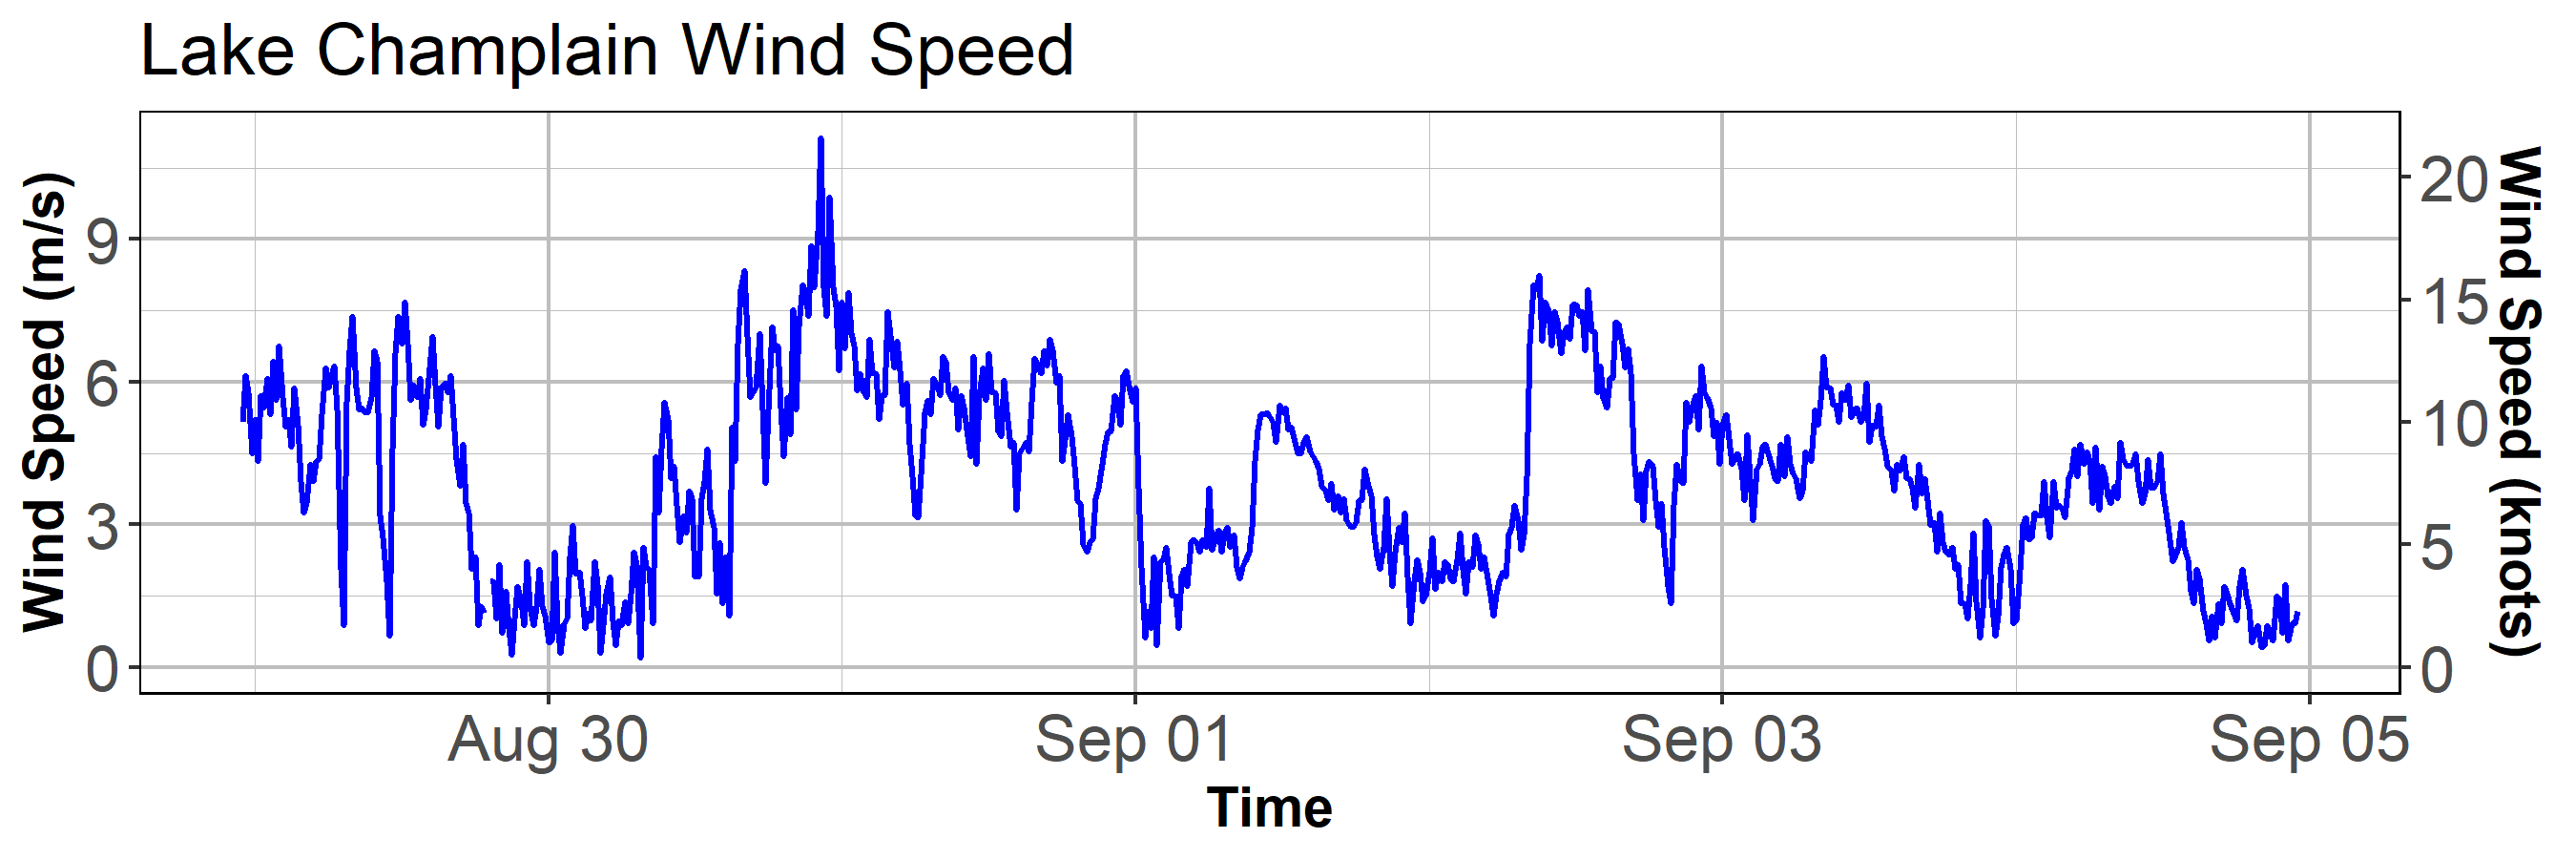 Lake Champlain Wind Speed
Wind Speed (m/s)
9
6
3
0
20
15
10
5
0
Wind Speed (knots)
Aug 30
Sep 01
Sep 03
Sep 05
Time